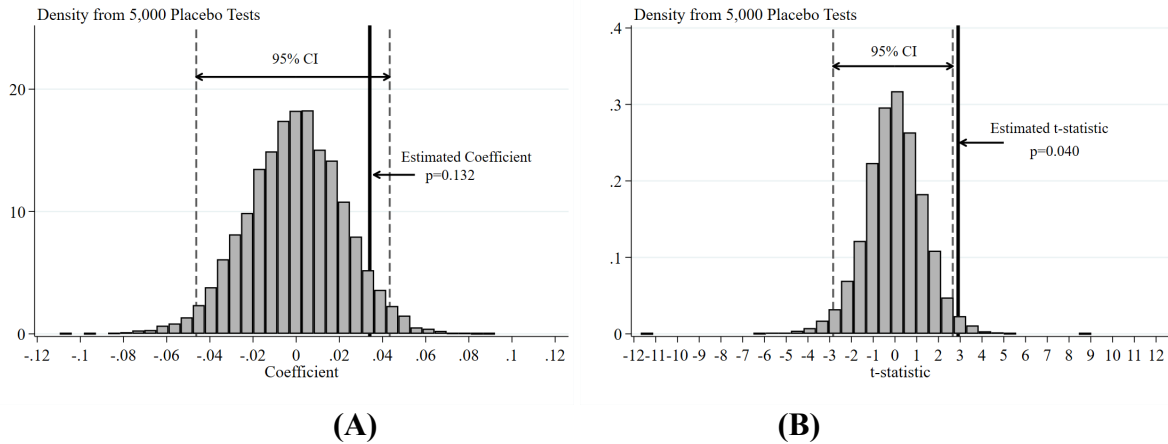 Density from 5,000 Placebo Tests
20
10
0
95% CI
Estimated Coefficient
p=0.132
-.12 -.1 -.08 -.06 -.04 -.02 0 .02 .04 .06 .08 .1 .12
Coefficient
(A)
Density from 5,000 Placebo Tests
.4
.3
.2
.1
0
95% CI
Estimated t-statistic
p=0.040
-12 -11 -10 -9 -8 -7 -6 -5 -4 -3 -2 -1 0 1 2 3 4 5 6 7 8 9 10 11 12
t-statistic
(B)